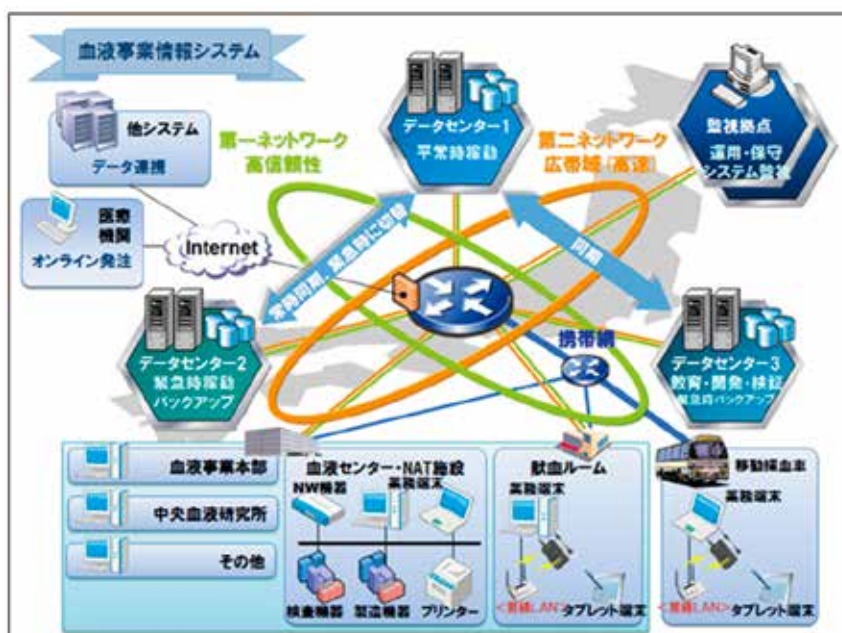 血液事業情報システム
他システム
データ連携
医療
機関
オンライン発注
Internet
第一ネットワーク
高信頼性
データセンター1
平常時稼動
第二ネットワーク
広帯域（高速）
監視拠点
運用・保守
システム監視
常時同期、緊急時に切替
同期
データセンター2
緊急時稼動
バックアップ
携帯網
データセンター3
教育・開発・検証
緊急時バックアップ
血液事業本部
中央血液研究所
その他
血液センター・NAT施設
NW機器
業務端末
検査機器
製造機器
プリンター
献血ルーム
業務端末
<無線LAN>
タブレット端末
移動採血車
業務端末
<無線LAN>
タブレット端末